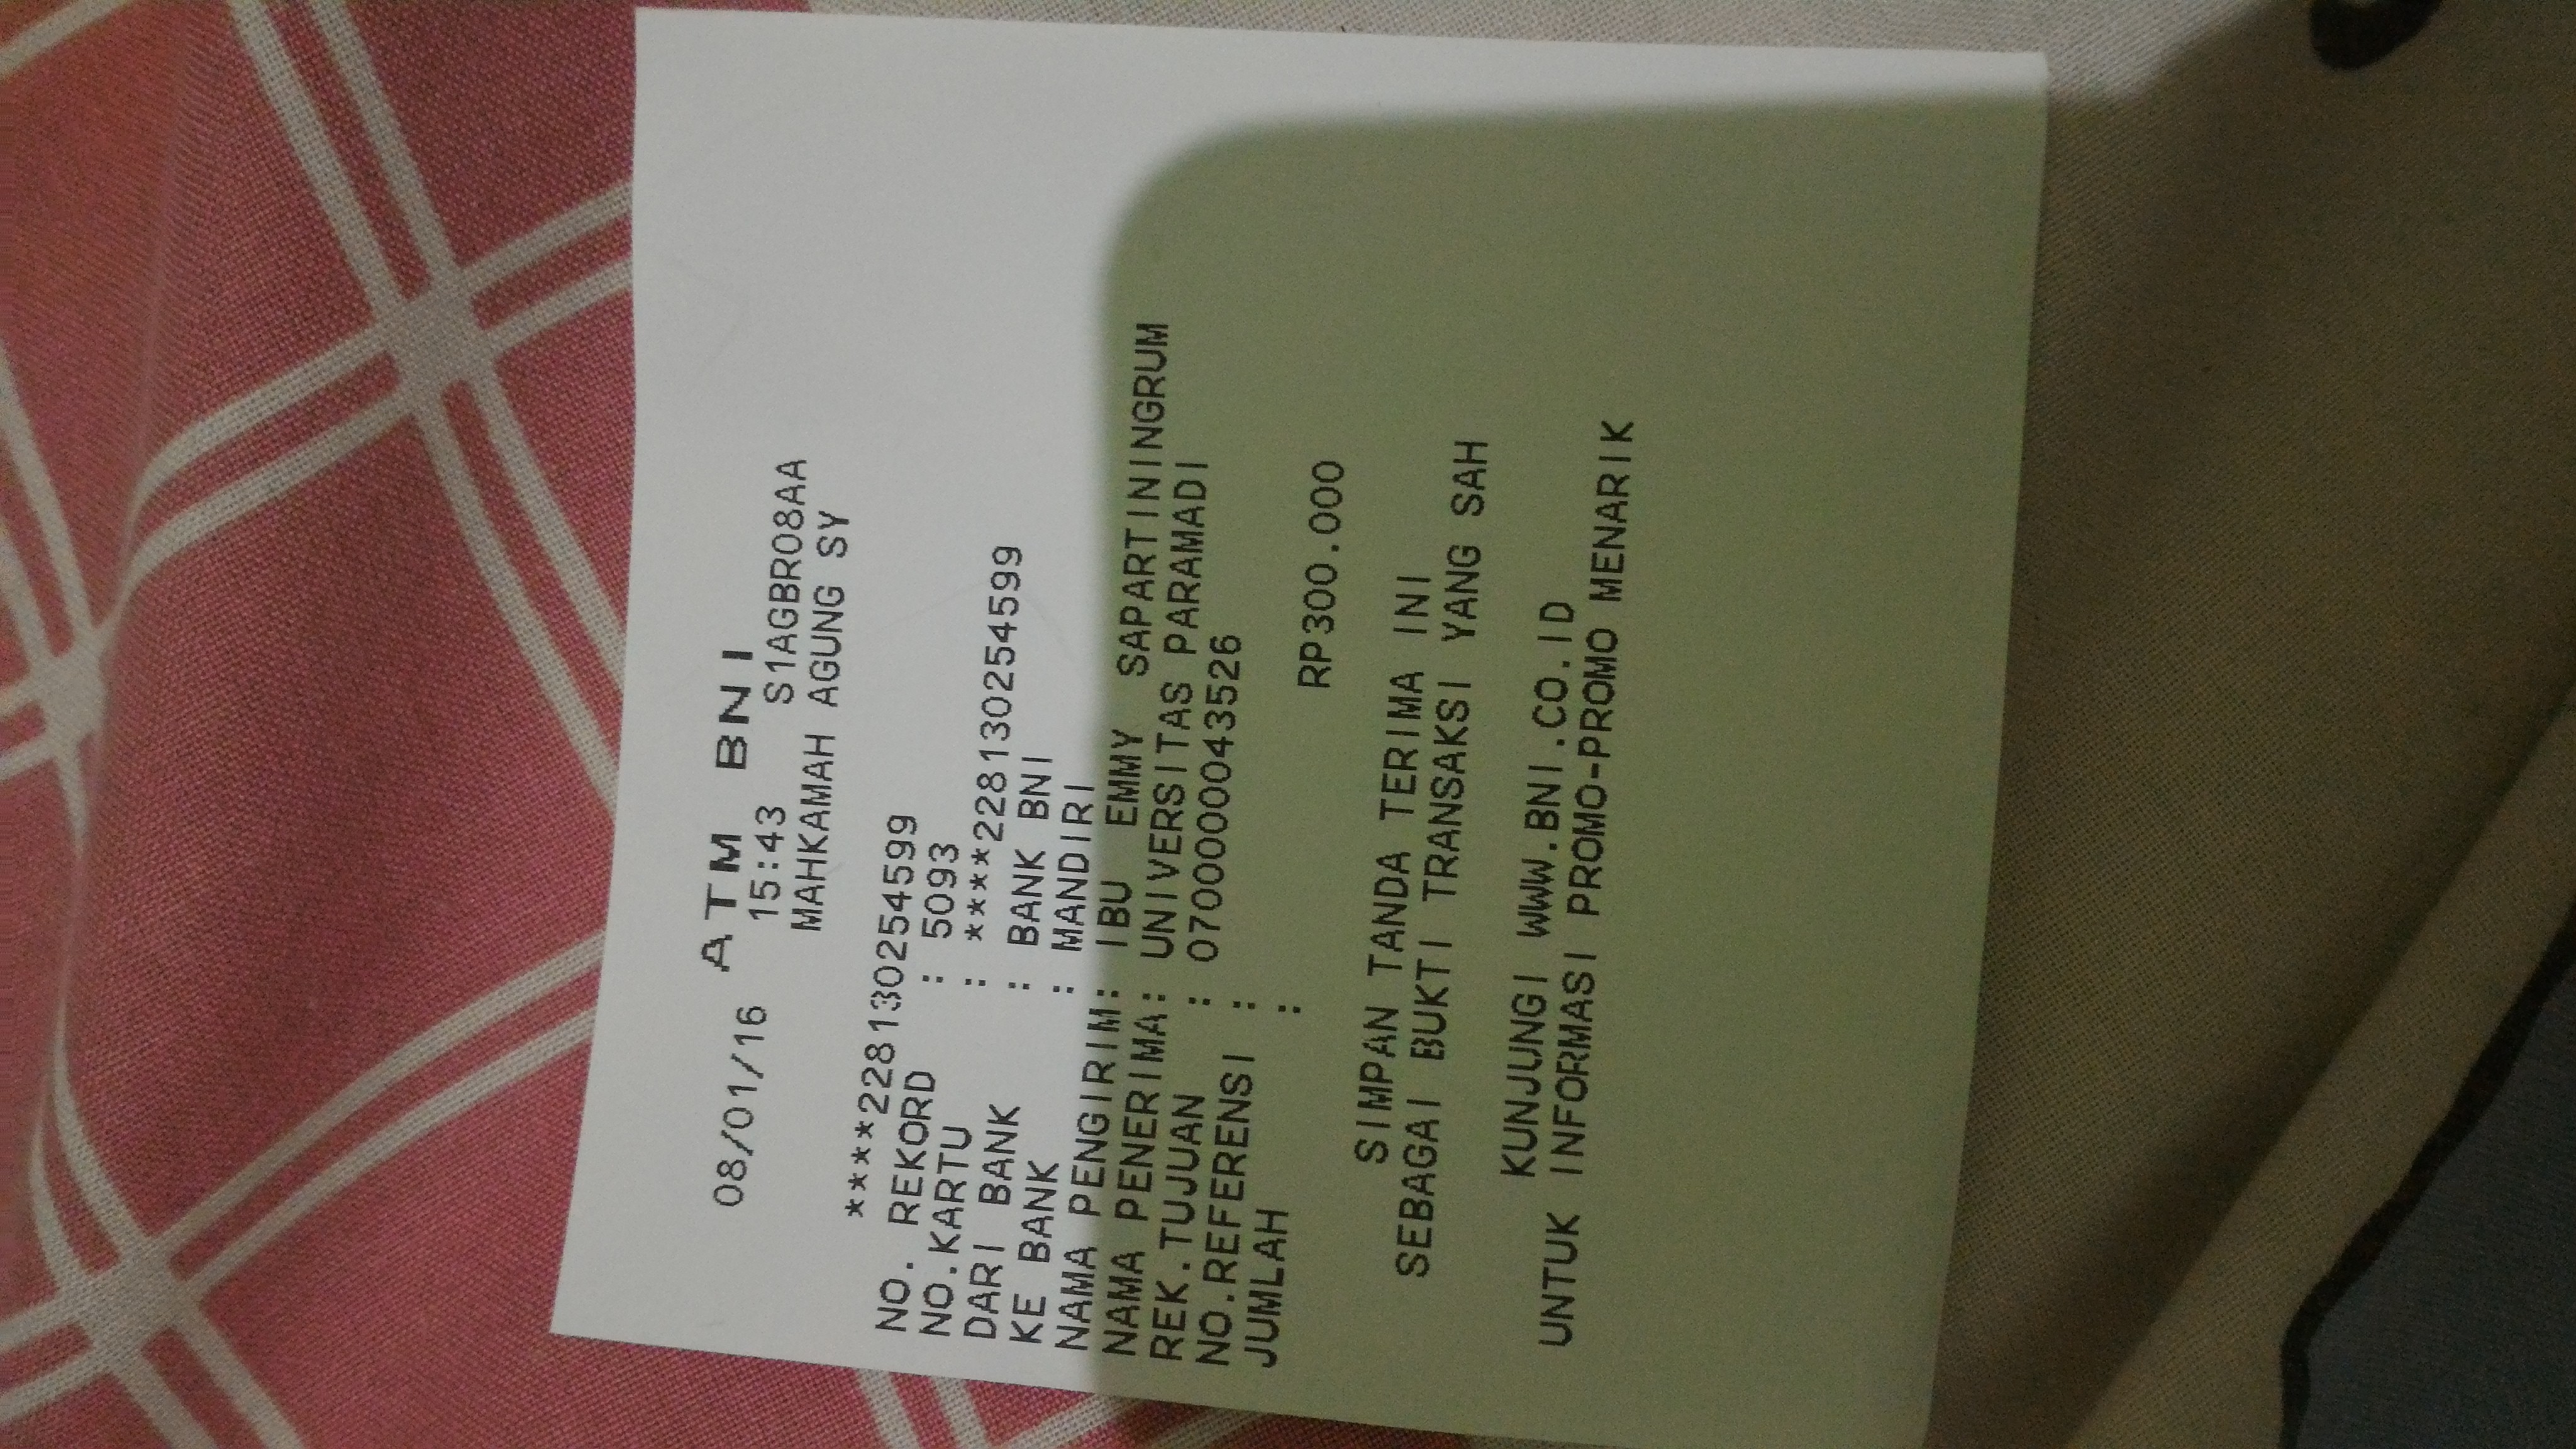 ATM BNI
08/01/16 15:43 S1AGBR08AA
MAHKAMAH AGUNG SY
****228130254599
NO. REKORD : 5093
NO.KARTU : ****228130254599
DARI BANK : BANK BNI
KE BANK : MANDIRI
NAMA PENGIRIM: IBU EMMY SAPARTININGRUM
NAMA PENERIMA: UNIVERSITAS PARAMADI
REK.TUJUAN : 0700000043526
NO.REFERENSI :
JUMLAH : RP300.000
SIMPAN TANDA TERIMA INI
SEBAGAI BUKTI TRANSAKSI YANG SAH
KUNJUNGI WWW.BNI.CO.ID
UNTUK INFORMASI PROMO-PROMO MENARIK